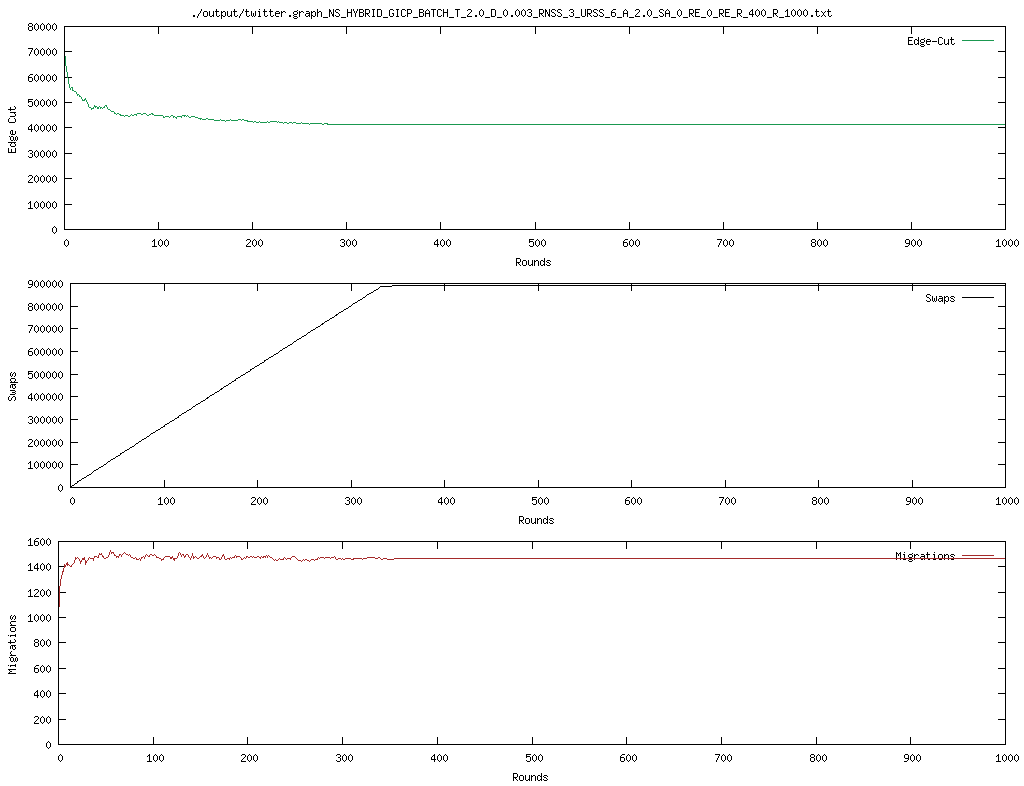 ./output/twitter.graph_NS_HYBRID_GICP_BATCH_T_2.0_D_0.003_RNSS_3_URSS_6_A_2.0_SA_0_RE_0_RE_R_400_R_1000.txt
80000
70000
60000
50000
40000
30000
20000
10000
0
Edge Cut
Edge-Cut
0 100 200 300 400 500 600 700 800 900 1000
Rounds
900000
800000
700000
600000
500000
400000
300000
200000
100000
0
Swaps
Swaps
0 100 200 300 400 500 600 700 800 900 1000
Rounds
1600
1400
1200
1000
800
600
400
200
0
Migrations
Migrations
0 100 200 300 400 500 600 700 800 900 1000
Rounds